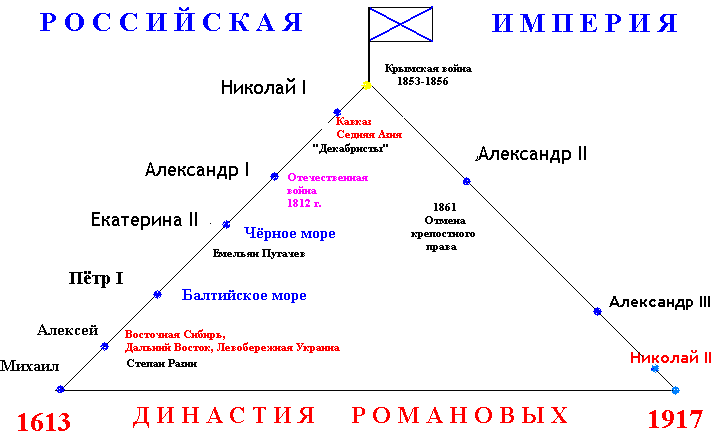 РОССИЙСКАЯ ИМПЕРИЯ
Крымская война
1853-1856
Николай I
Кавказ
Седняя Азия
"Декабристы"
Александр II
Александр I
Отечественная
война
1812 г.
1861
Отмена
крепостного
права
Екатерина II
Чёрное море
Емельян Пугачев
Пётр I
Балтийское море
Александр III
Алексей
Восточная Сибирь,
Дальний Восток, Левобережная Украина
Степан Разин
Михаил
Николай II
1613
ДИНАСТИЯ РОМАНОВЫХ
1917